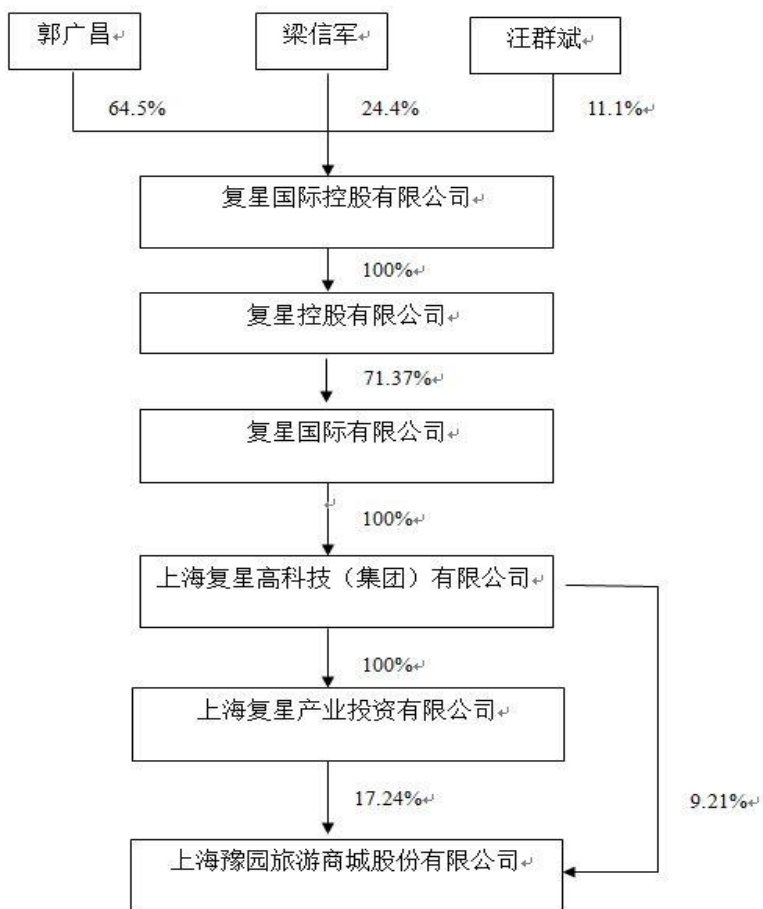 郭广昌
梁信军
汪群斌
64.5%
24.4%
11.1%
复星国际控股有限公司
100%
复星控股有限公司
71.37%
复星国际有限公司
100%
上海复星高科技（集团）有限公司
100%
上海复星产业投资有限公司
17.24%
9.21%
上海豫园旅游商城股份有限公司